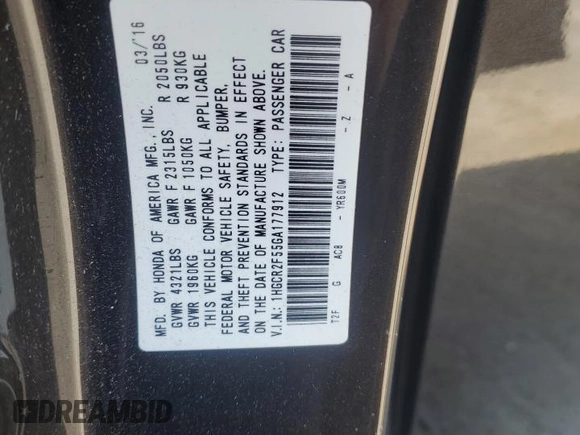 MFD. BY HONDA OF AMERICA MFG., INC. 03/'16
GVWR 4321LBS GAWR F 2315LBS R 2050LBS
GVWR 1960KG GAWR F 1050KG R 930KG
THIS VEHICLE CONFORMS TO ALL APPLICABLE
FEDERAL MOTOR VEHICLE SAFETY, BUMPER,
AND THEFT PREVENTION STANDARDS IN EFFECT
ON THE DATE OF MANUFACTURE SHOWN ABOVE.
V.I.N.: 1HGCR2F55GA177912 TYPE: PASSENGER CAR
T2F G AC8 - YR600M - Z - A
DREAMBID